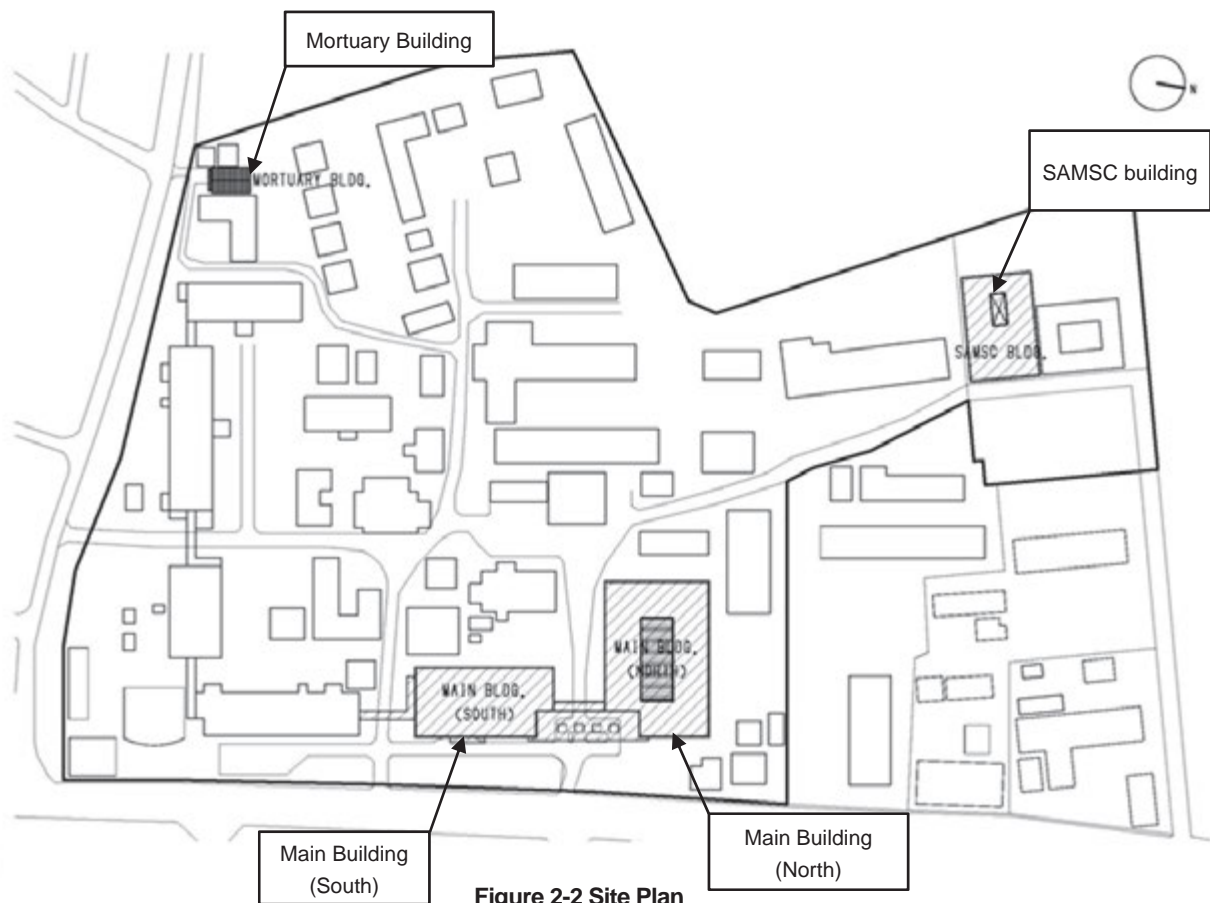 Mortuary Building
N
SAMSC building
MORTUARY BLDG.
SAMSC BLDG.
MAIN BLDG.
(NORTH)
MAIN BLDG.
(SOUTH)
Main Building
(South)
Main Building
(North)
Figure 2-2 Site Plan